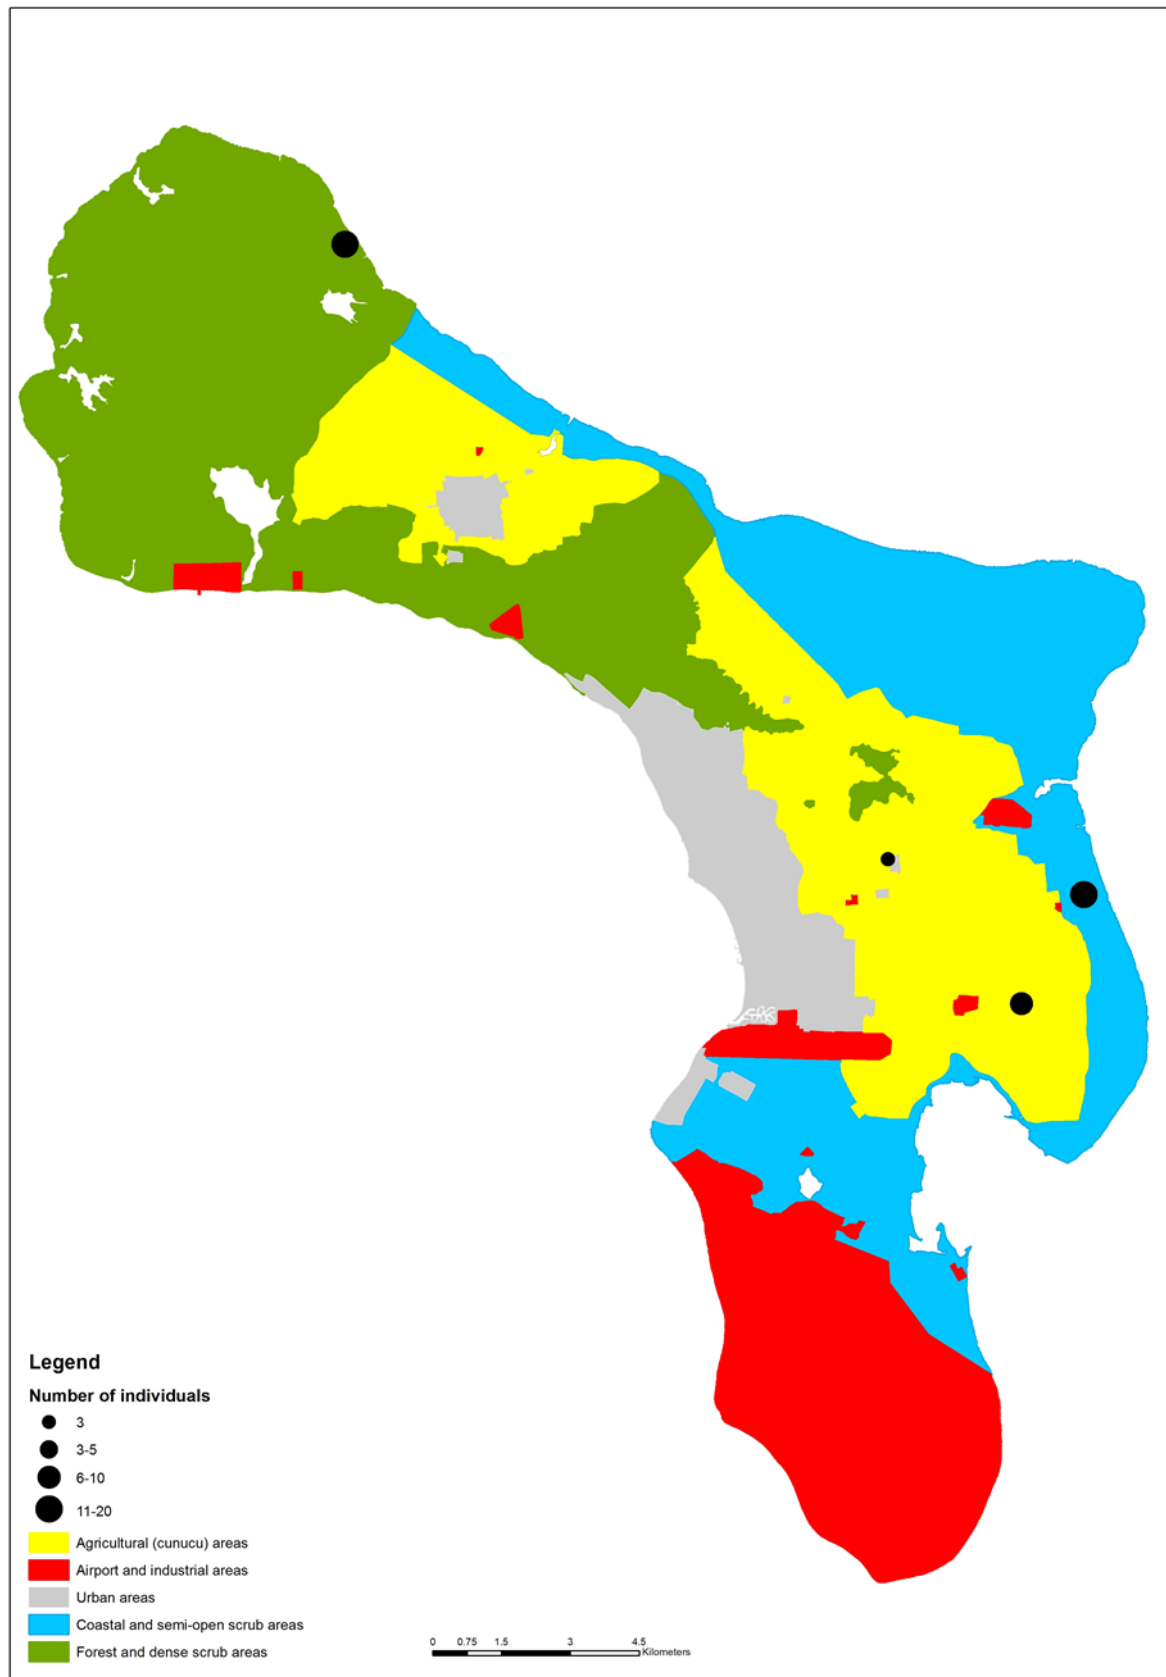 Legend
Number of individuals
3
3-5
6-10
11-20
Agricultural (cunucu) areas
Airport and industrial areas
Urban areas
Coastal and semi-open scrub areas
Forest and dense scrub areas
0 0.75 1.5 3 4.5
Kilometers